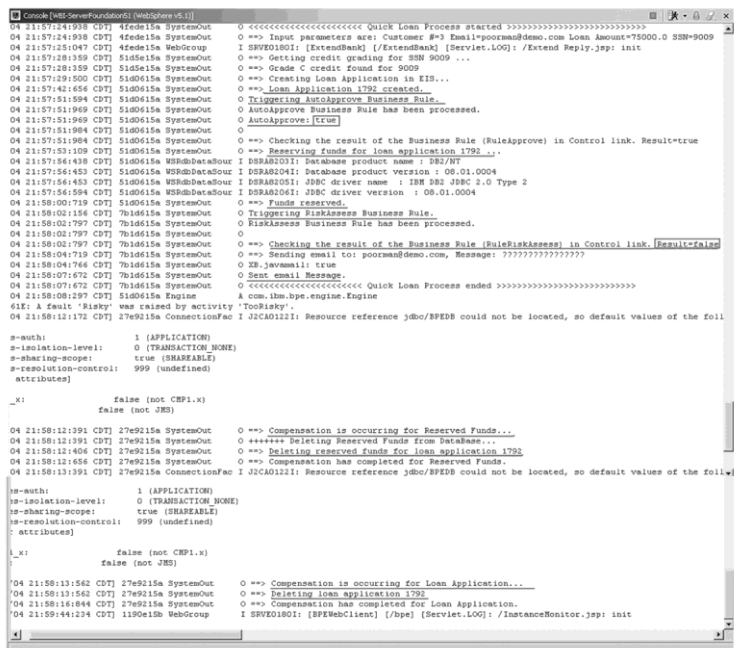 Console [WBI-ServerFoundation51 (WebSphere v5.1)]
04 21:57:24:938 CDT] 4fede15a SystemOut O <<<<<<<<<<<<<<<<<<<<<< Quick Loan Process started >>>>>>>>>>>>>>>>>>>>>>>>>>>
04 21:57:24:938 CDT] 4fede15a SystemOut O ==> Input parameters are: Customer #=3 Email=poorman@demo.com Loan Amount=75000.0 SSN=9009
04 21:57:25:047 CDT] 4fede15a WebGroup I SRVE0180I: [ExtendBank] [/ExtendBank] [Servlet.LOG]: /Extend Reply.jsp: init
04 21:57:28:359 CDT] 51d5e15a SystemOut O ==> Getting credit grading for SSN 9009 ...
04 21:57:28:359 CDT] 51d5e15a SystemOut O ==> Grade C credit found for 9009
04 21:57:29:500 CDT] 51d0615a SystemOut O ==> Creating Loan Application in EIS...
04 21:57:42:656 CDT] 51d0615a SystemOut O ==> Loan Application 1792 created.
04 21:57:51:594 CDT] 51d0615a SystemOut O Triggering AutoApprove Business Rule.
04 21:57:51:969 CDT] 51d0615a SystemOut O AutoApprove Business Rule has been processed.
04 21:57:51:969 CDT] 51d0615a SystemOut O AutoApprove: true
04 21:57:51:984 CDT] 51d0615a SystemOut O
04 21:57:51:984 CDT] 51d0615a SystemOut O ==> Checking the result of the Business Rule (RuleApprove) in Control link. Result=true
04 21:57:53:109 CDT] 51d0615a SystemOut O ==> Reserving funds for loan application 1792 ...
04 21:57:56:438 CDT] 51d0615a WSRdbDataSour I DSRA8203I: Database product name : DB2/NT
04 21:57:56:453 CDT] 51d0615a WSRdbDataSour I DSRA8204I: Database product version : 08.01.0004
04 21:57:56:453 CDT] 51d0615a WSRdbDataSour I DSRA8205I: JDBC driver name : IBM DB2 JDBC 2.0 Type 2
04 21:57:56:594 CDT] 51d0615a WSRdbDataSour I DSRA8206I: JDBC driver version : 08.01.0004
04 21:58:00:719 CDT] 51d0615a SystemOut O ==> Funds reserved.
04 21:58:02:156 CDT] 7b1d615a SystemOut O Triggering RiskAssess Business Rule.
04 21:58:02:797 CDT] 7b1d615a SystemOut O RiskAssess Business Rule has been processed.
04 21:58:02:797 CDT] 7b1d615a SystemOut O
04 21:58:02:797 CDT] 7b1d615a SystemOut O ==> Checking the result of the Business Rule (RuleRiskAssess) in Control link. Result=false
04 21:58:04:719 CDT] 7b1d615a SystemOut O ==> Sending email to: poorman@demo.com, Message: ????????????????
04 21:58:04:766 CDT] 7b1d615a SystemOut O XB.javamail: true
04 21:58:07:672 CDT] 7b1d615a SystemOut O Sent email Message.
04 21:58:07:672 CDT] 7b1d615a SystemOut O <<<<<<<<<<<<<<<<<<<<<< Quick Loan Process ended >>>>>>>>>>>>>>>>>>>>>>>>>>>
04 21:58:08:297 CDT] 51d0615a Engine A com.ibm.bpe.engine.Engine
61E: A fault 'Risky' was raised by activity 'TooRisky'.
04 21:58:12:172 CDT] 27e9215a ConnectionFac I J2CA0122I: Resource reference jdbc/BPEDB could not be located, so default values of the foll
s-auth: 1 (APPLICATION)
s-isolation-level: 0 (TRANSACTION_NONE)
s-sharing-scope: true (SHAREABLE)
s-resolution-control: 999 (undefined)
attributes]
_x: false (not CMP1.x)
false (not JMS)
04 21:58:12:391 CDT] 27e9215a SystemOut O ==> Compensation is occurring for Reserved Funds...
04 21:58:12:391 CDT] 27e9215a SystemOut O +++++++ Deleting Reserved Funds from DataBase...
04 21:58:12:406 CDT] 27e9215a SystemOut O ==> Deleting reserved funds for loan application 1792
04 21:58:12:656 CDT] 27e9215a SystemOut O ==> Compensation has completed for Reserved Funds.
04 21:58:13:391 CDT] 27e9215a ConnectionFac I J2CA0122I: Resource reference jdbc/BPEDB could not be located, so default values of the foll
es-auth: 1 (APPLICATION)
es-isolation-level: 0 (TRANSACTION_NONE)
es-sharing-scope: true (SHAREABLE)
es-resolution-control: 999 (undefined)
r attributes]
i_x: false (not CMP1.x)
false (not JMS)
'04 21:58:13:562 CDT] 27e9215a SystemOut O ==> Compensation is occurring for Loan Application...
'04 21:58:13:562 CDT] 27e9215a SystemOut O ==> Deleting loan application 1792
'04 21:58:16:844 CDT] 27e9215a SystemOut O ==> Compensation has completed for Loan Application.
'04 21:59:44:234 CDT] 1190e15b WebGroup I SRVE0180I: [BPEWebClient] [/bpe] [Servlet.LOG]: /InstanceMonitor.jsp: init